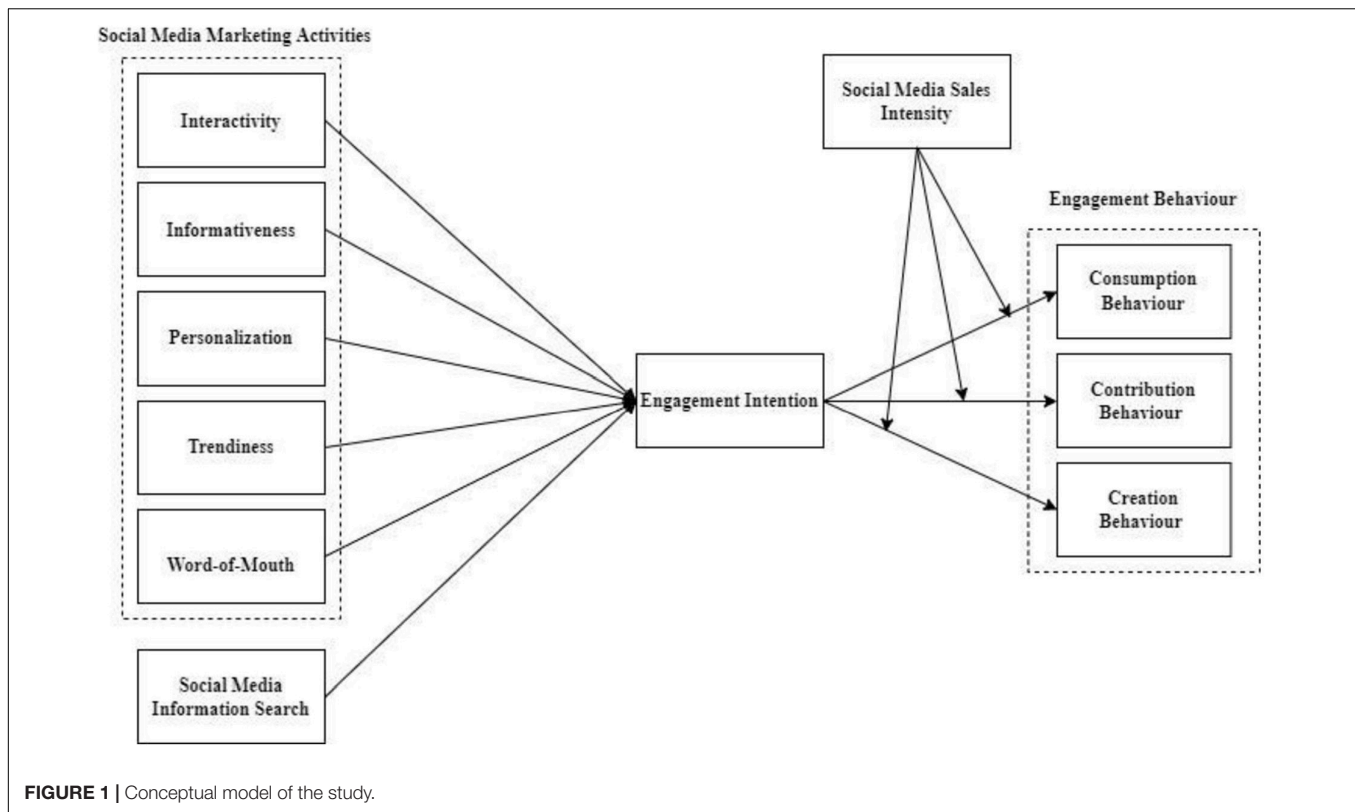 Social Media Marketing Activities
Interactivity
Informativeness
Personalization
Trendiness
Word-of-Mouth
Social Media
Information Search
Engagement Intention
Social Media Sales
Intensity
Engagement Behaviour
Consumption
Behaviour
Contribution
Behaviour
Creation
Behaviour
FIGURE 1 | Conceptual model of the study.